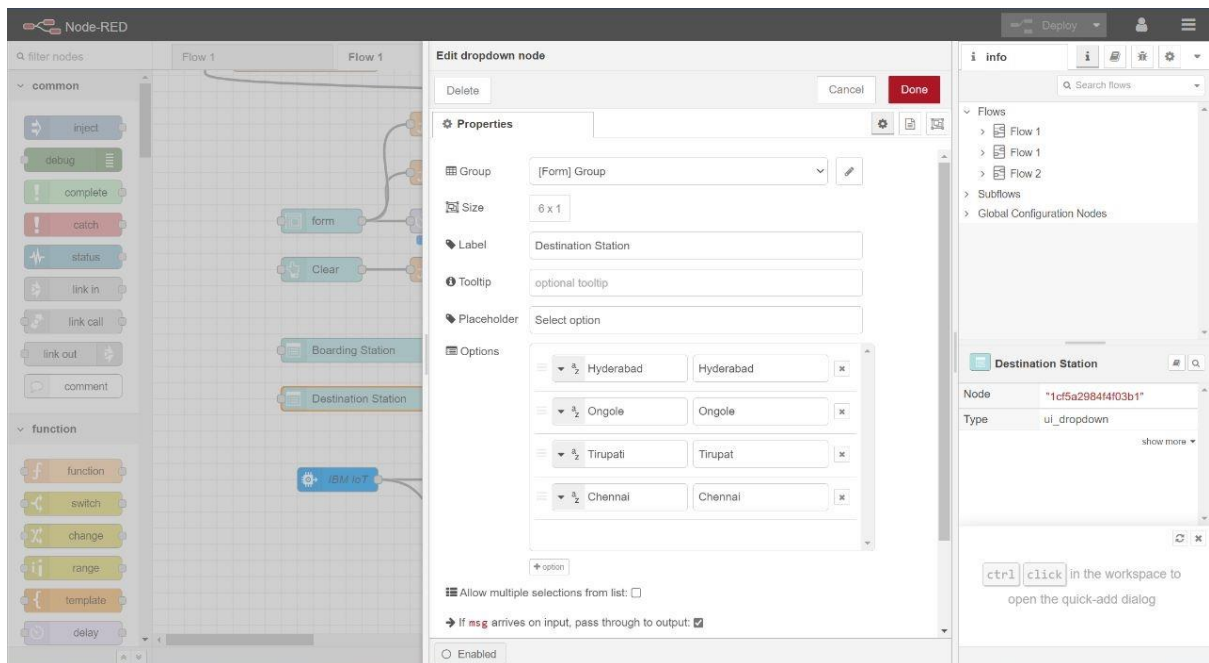 Node-RED
Deploy
filter nodes
common
inject
debug
complete
catch
status
link in
link call
link out
comment
function
function
switch
change
range
template
delay
Flow 1
Flow 1
form
Clear
Boarding Station
Destination Station
IBM IoT
Edit dropdown node
Delete
Cancel
Done
Properties
Group
[Form] Group
Size
6 x 1
Label
Destination Station
Tooltip
optional tooltip
Placeholder
Select option
Options
az Hyderabad Hyderabad
az Ongole Ongole
az Tirupati Tirupat
az Chennai Chennai
+ option
Allow multiple selections from list:
If msg arrives on input, pass through to output:
Enabled
i info
i
Search flows
Flows
Flow 1
Flow 1
Flow 2
Subflows
Global Configuration Nodes
Destination Station
Node "1cf5a2984f4f03b1"
Type ui_dropdown
show more
ctrl click in the workspace to
open the quick-add dialog